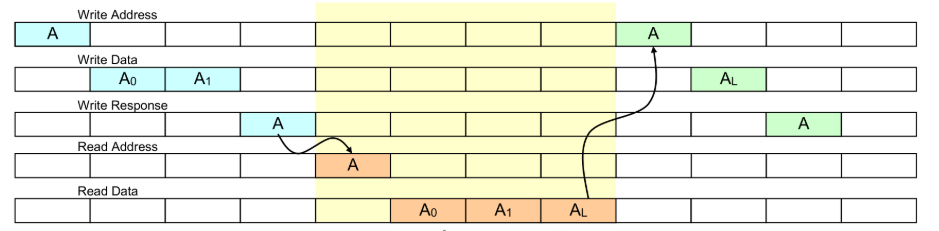 Write Address
A A
Write Data
A0 A1 AL
Write Response
A A
Read Address
A
Read Data
A0 A1 AL